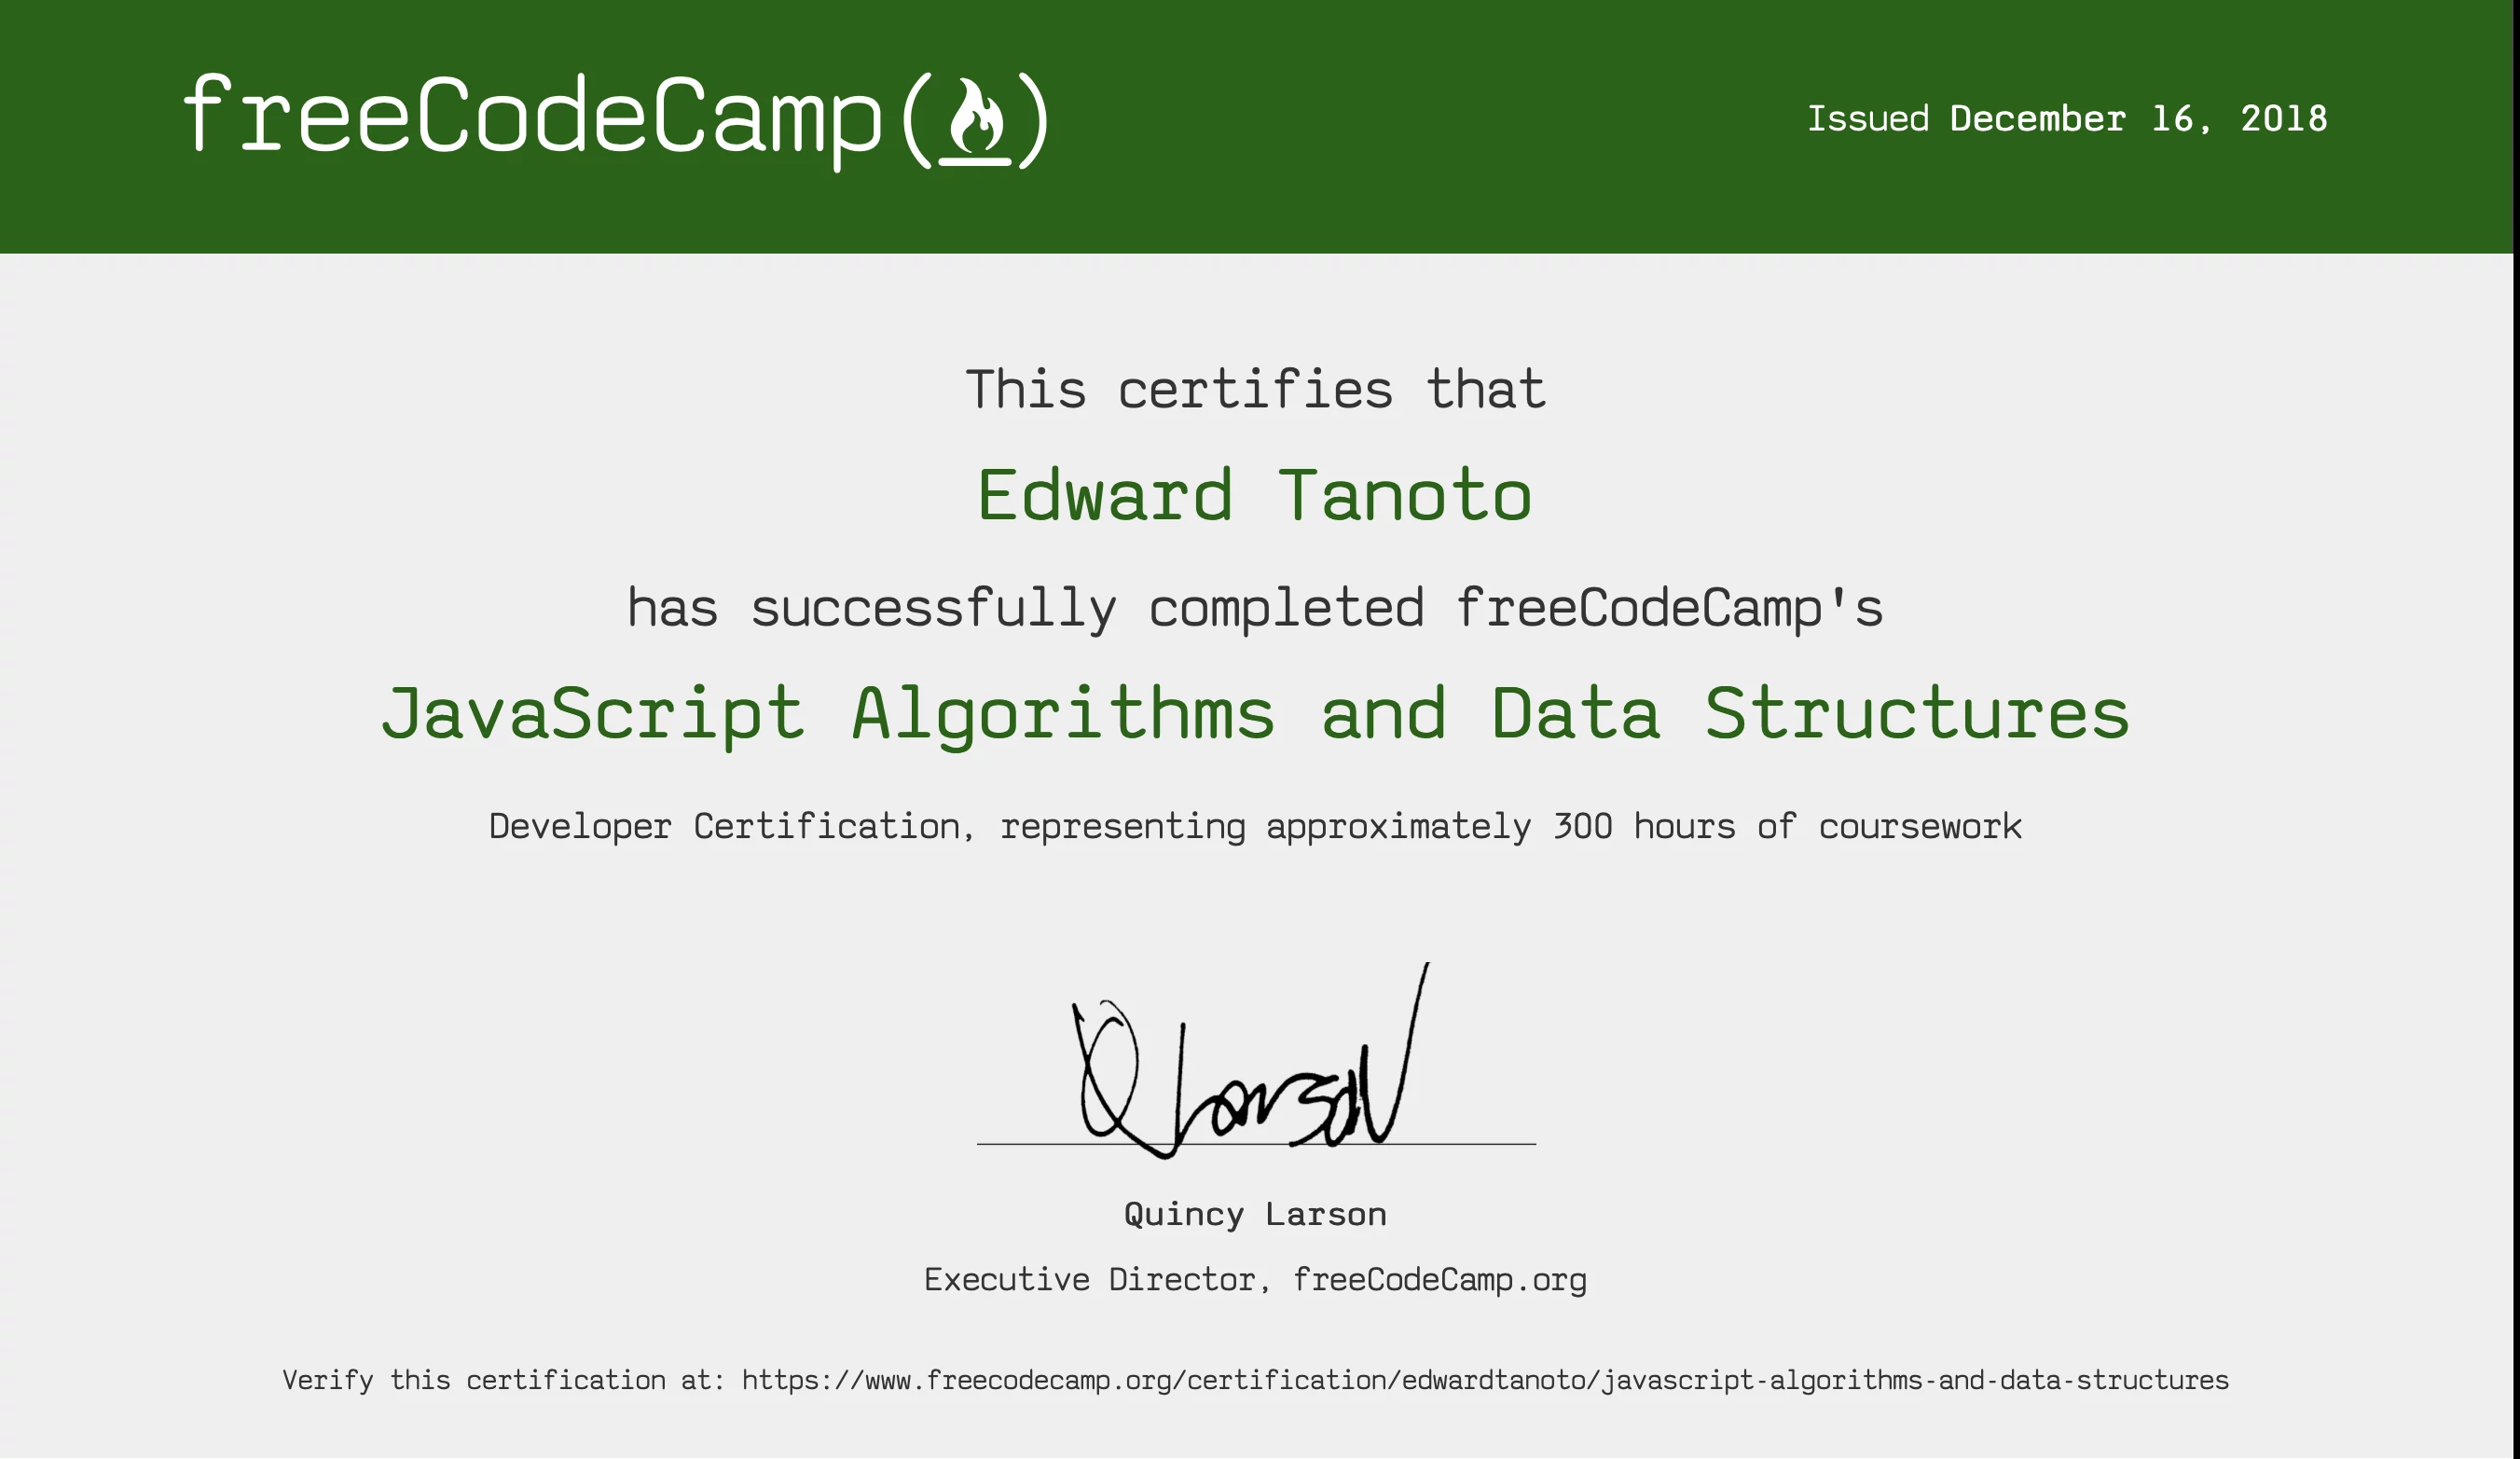 freeCodeCamp(🔥)
Issued December 16, 2018
This certifies that
Edward Tanoto
has successfully completed freeCodeCamp's
JavaScript Algorithms and Data Structures
Developer Certification, representing approximately 300 hours of coursework
Q Larson
Quincy Larson
Executive Director, freeCodeCamp.org
Verify this certification at: https://www.freecodecamp.org/certification/edwardtanoto/javascript-algorithms-and-data-structures